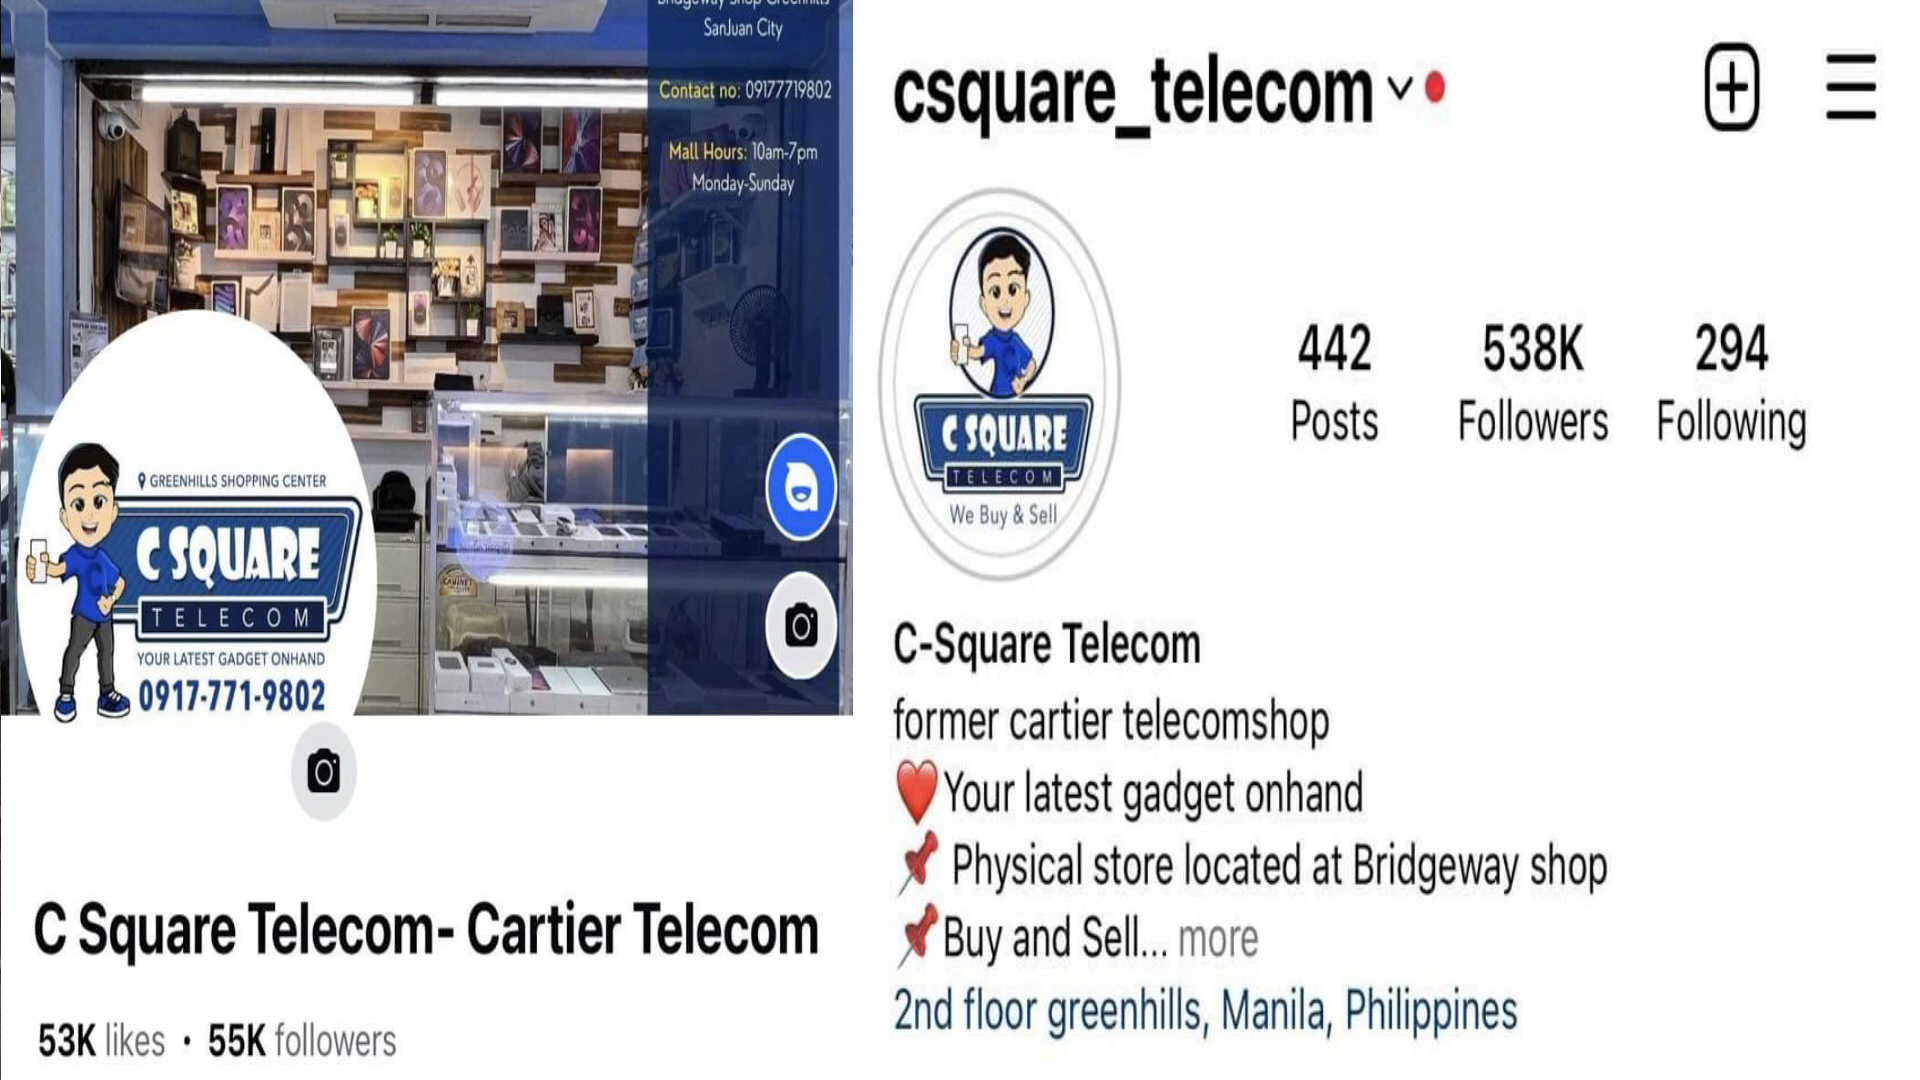 Bridgeway Shop Greenhills
SanJuan City
Contact no: 09177719802
Mall Hours: 10am-7pm
Monday-Sunday
GREENHILLS SHOPPING CENTER
C SQUARE
TELECOM
YOUR LATEST GADGET ONHAND
0917-771-9802
C Square Telecom- Cartier Telecom
53K likes · 55K followers
csquare_telecom
C SQUARE
TELECOM
We Buy & Sell
442 538K 294
Posts Followers Following
C-Square Telecom
former cartier telecomshop
❤️Your latest gadget onhand
📌 Physical store located at Bridgeway shop
📌Buy and Sell... more
2nd floor greenhills, Manila, Philippines